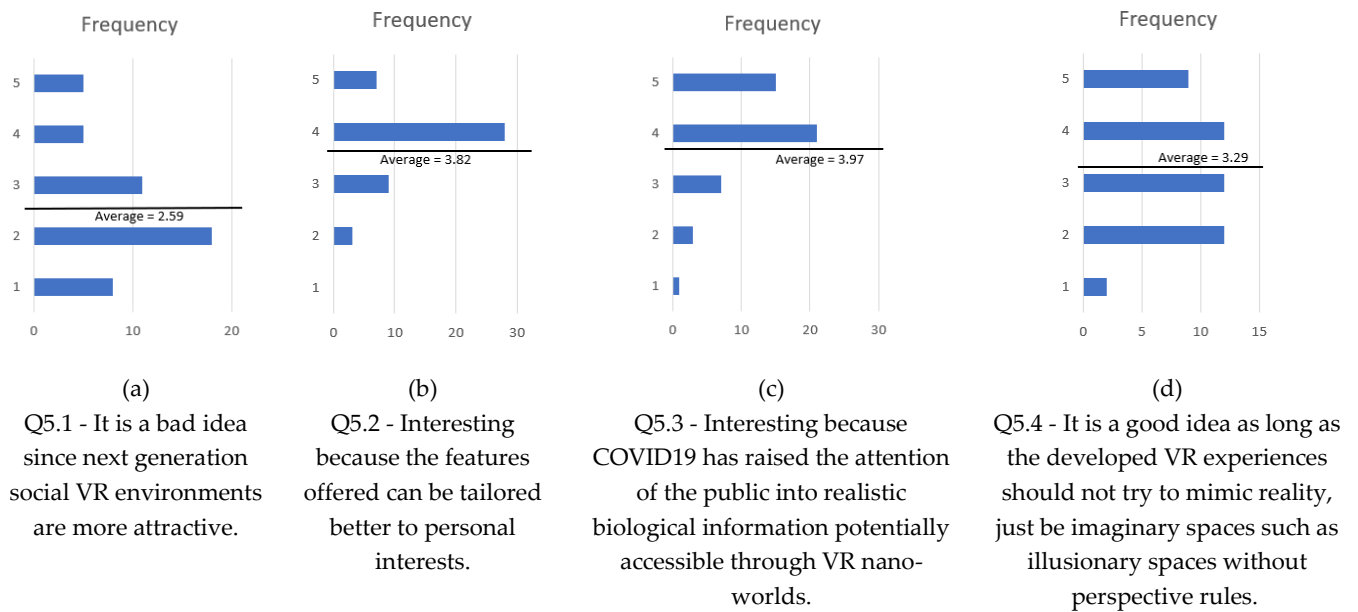 Frequency
5
4
3
Average = 2.59
2
1
0 10 20
(a)
Q5.1 - It is a bad idea
since next generation
social VR environments
are more attractive.
Frequency
5
4
Average = 3.82
3
2
1
0 10 20 30
(b)
Q5.2 - Interesting
because the features
offered can be tailored
better to personal
interests.
Frequency
5
4
Average = 3.97
3
2
1
0 10 20 30
(c)
Q5.3 - Interesting because
COVID19 has raised the attention
of the public into realistic
biological information potentially
accessible through VR nano-
worlds.
Frequency
5
4
Average = 3.29
3
2
1
0 5 10 15
(d)
Q5.4 - It is a good idea as long as
the developed VR experiences
should not try to mimic reality,
just be imaginary spaces such as
illusionary spaces without
perspective rules.